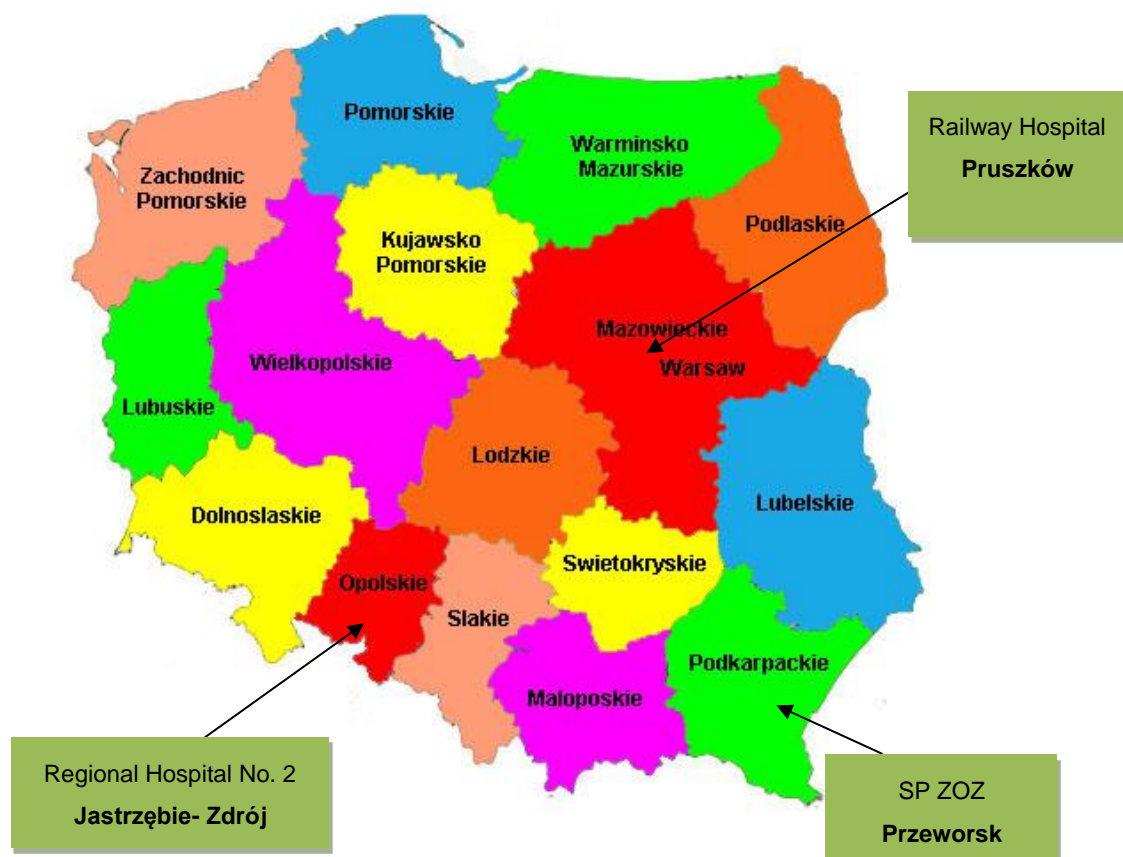 Pomorskie
Warminsko
Mazurskie
Railway Hospital
Pruszków
Zachodnic
Pomorskie
Podlaskie
Kujawsko
Pomorskie
Mazowieckie
Warsaw
Wielkopolskie
Lubuskie
Lodzkie
Dolnoslaskie
Lubelskie
Swietokryskie
Opolskie
Slakie
Podkarpackie
Maloposkie
Regional Hospital No. 2
Jastrzębie- Zdrój
SP ZOZ
Przeworsk